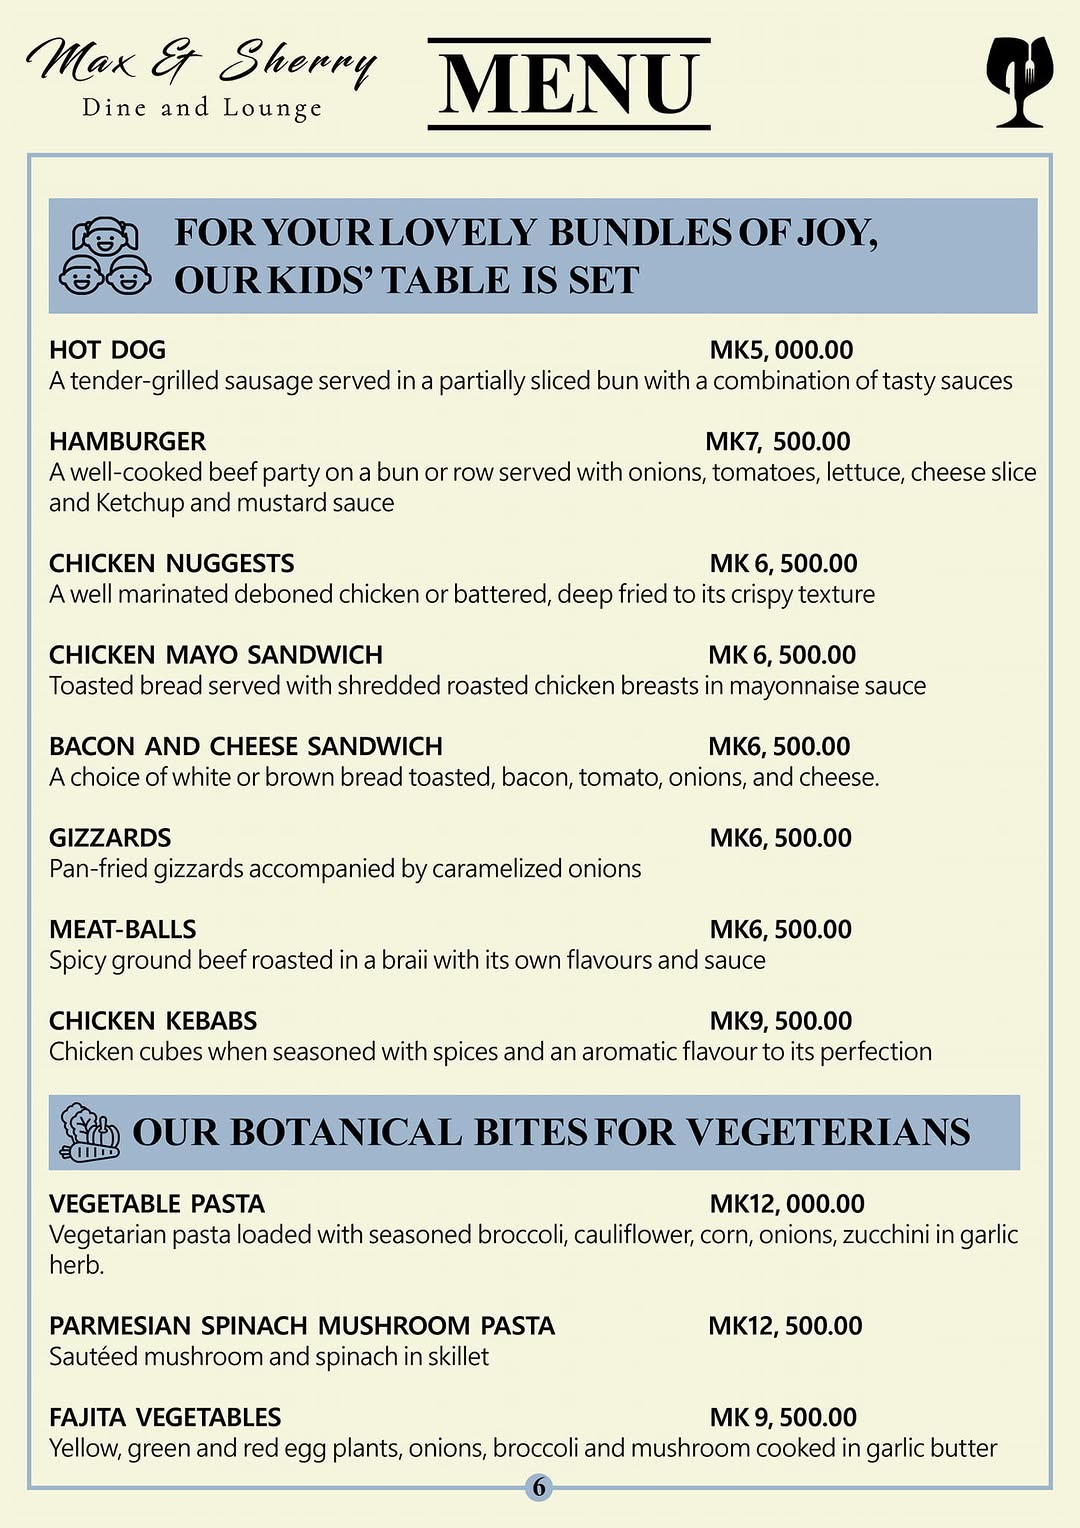 Max & Sherry
Dine and Lounge
MENU
FOR YOUR LOVELY BUNDLES OF JOY,
OUR KIDS' TABLE IS SET
HOT DOG MK5, 000.00
A tender-grilled sausage served in a partially sliced bun with a combination of tasty sauces
HAMBURGER MK7, 500.00
A well-cooked beef party on a bun or row served with onions, tomatoes, lettuce, cheese slice
and Ketchup and mustard sauce
CHICKEN NUGGESTS MK 6, 500.00
A well marinated deboned chicken or battered, deep fried to its crispy texture
CHICKEN MAYO SANDWICH MK 6, 500.00
Toasted bread served with shredded roasted chicken breasts in mayonnaise sauce
BACON AND CHEESE SANDWICH MK6, 500.00
A choice of white or brown bread toasted, bacon, tomato, onions, and cheese.
GIZZARDS MK6, 500.00
Pan-fried gizzards accompanied by caramelized onions
MEAT-BALLS MK6, 500.00
Spicy ground beef roasted in a braii with its own flavours and sauce
CHICKEN KEBABS MK9, 500.00
Chicken cubes when seasoned with spices and an aromatic flavour to its perfection
OUR BOTANICAL BITES FOR VEGETERIANS
VEGETABLE PASTA MK12, 000.00
Vegetarian pasta loaded with seasoned broccoli, cauliflower, corn, onions, zucchini in garlic
herb.
PARMESIAN SPINACH MUSHROOM PASTA MK12, 500.00
Sautéed mushroom and spinach in skillet
FAJITA VEGETABLES MK 9, 500.00
Yellow, green and red egg plants, onions, broccoli and mushroom cooked in garlic butter
6